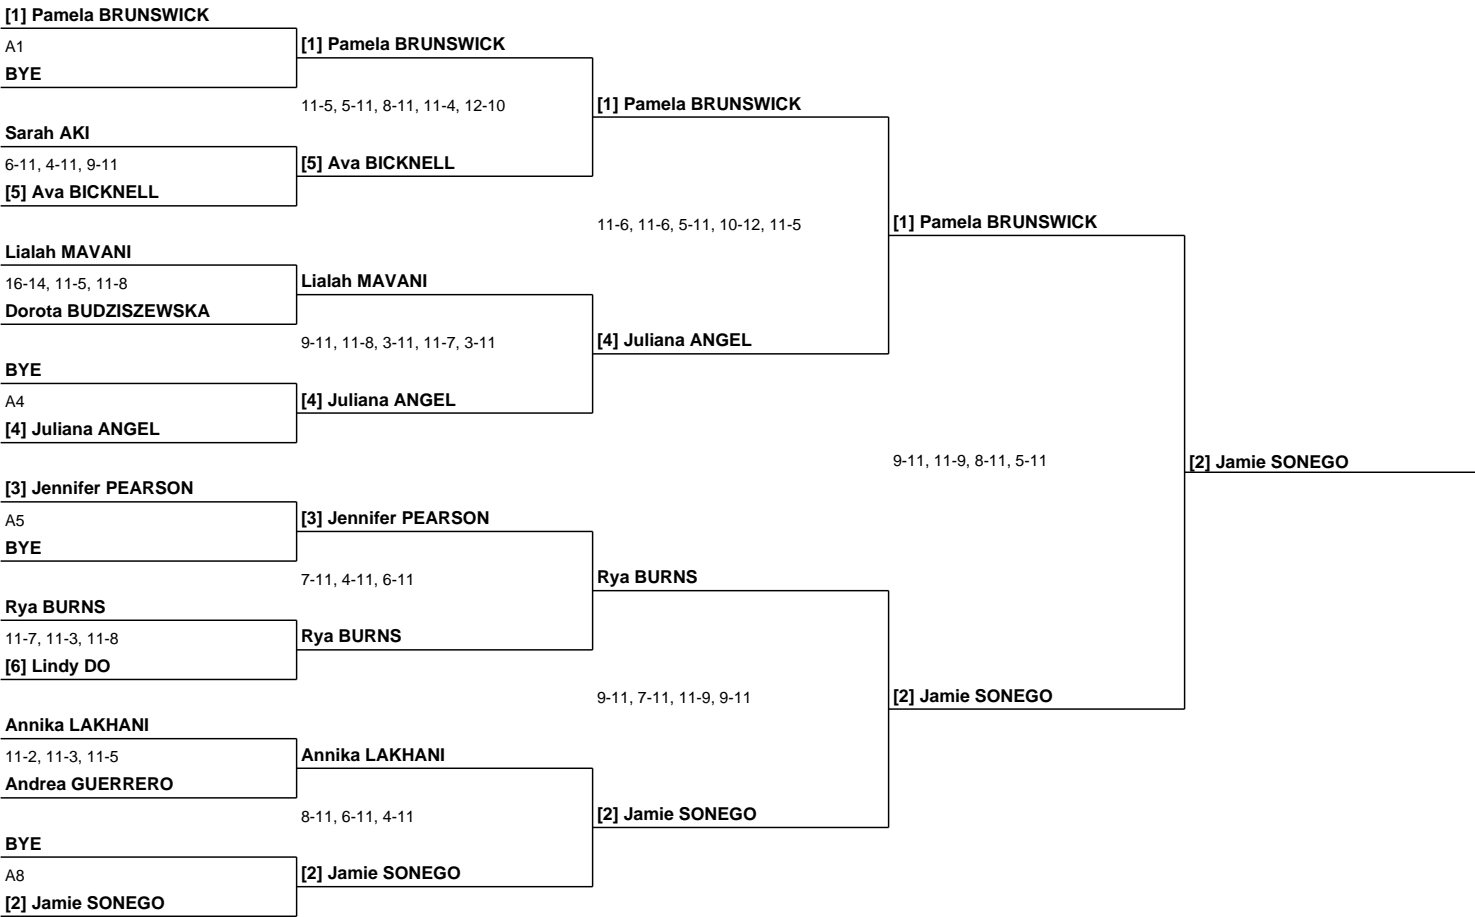 [1] Pamela BRUNSWICK
A1
[1] Pamela BRUNSWICK
BYE
11-5, 5-11, 8-11, 11-4, 12-10
[1] Pamela BRUNSWICK
Sarah AKI
6-11, 4-11, 9-11
[5] Ava BICKNELL
[5] Ava BICKNELL
11-6, 11-6, 5-11, 10-12, 11-5
[1] Pamela BRUNSWICK
Lialah MAVANI
16-14, 11-5, 11-8
Lialah MAVANI
Dorota BUDZISZEWSKA
9-11, 11-8, 3-11, 11-7, 3-11
[4] Juliana ANGEL
BYE
A4
[4] Juliana ANGEL
[4] Juliana ANGEL
9-11, 11-9, 8-11, 5-11
[2] Jamie SONEGO
[3] Jennifer PEARSON
A5
[3] Jennifer PEARSON
BYE
7-11, 4-11, 6-11
Rya BURNS
Rya BURNS
11-7, 11-3, 11-8
Rya BURNS
[6] Lindy DO
9-11, 7-11, 11-9, 9-11
[2] Jamie SONEGO
Annika LAKHANI
11-2, 11-3, 11-5
Annika LAKHANI
Andrea GUERRERO
8-11, 6-11, 4-11
[2] Jamie SONEGO
BYE
A8
[2] Jamie SONEGO
[2] Jamie SONEGO